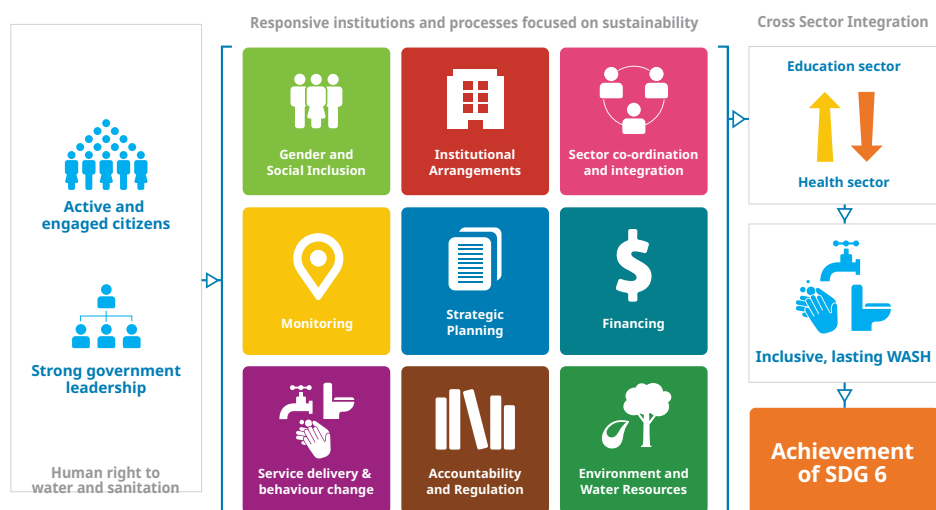 Responsive institutions and processes focused on sustainability
Cross Sector Integration
Active and
engaged citizens
Strong government
leadership
Human right to
water and sanitation
Gender and
Social Inclusion
Institutional
Arrangements
Sector co-ordination
and integration
Monitoring
Strategic
Planning
Financing
Service delivery &
behaviour change
Accountability
and Regulation
Environment and
Water Resources
Education sector
Health sector
Inclusive, lasting WASH
Achievement
of SDG 6